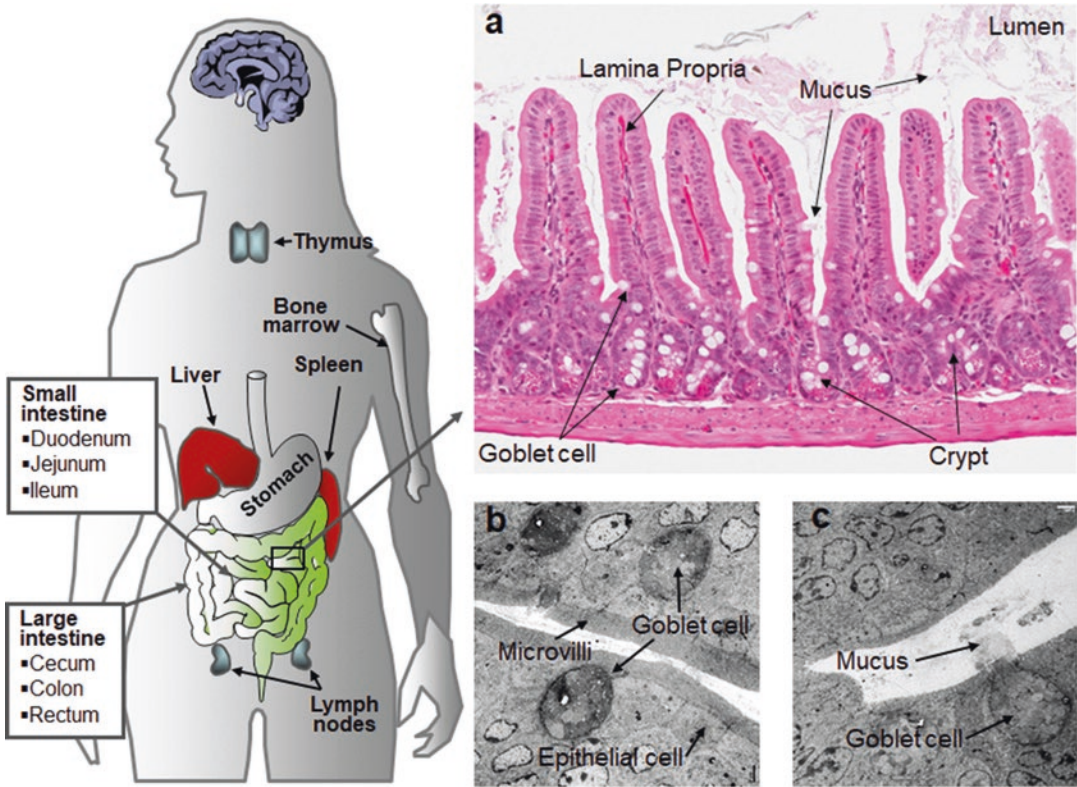 Thymus
Bone
marrow
Spleen
Liver
Stomach
Small
intestine
▪Duodenum
▪Jejunum
▪Ileum
Large
intestine
▪Cecum
▪Colon
▪Rectum
Lymph
nodes
a
Lumen
Lamina Propria
Mucus
Goblet cell
Crypt
b
Goblet cell
Microvilli
Epithelial cell
c
Mucus
Goblet cell